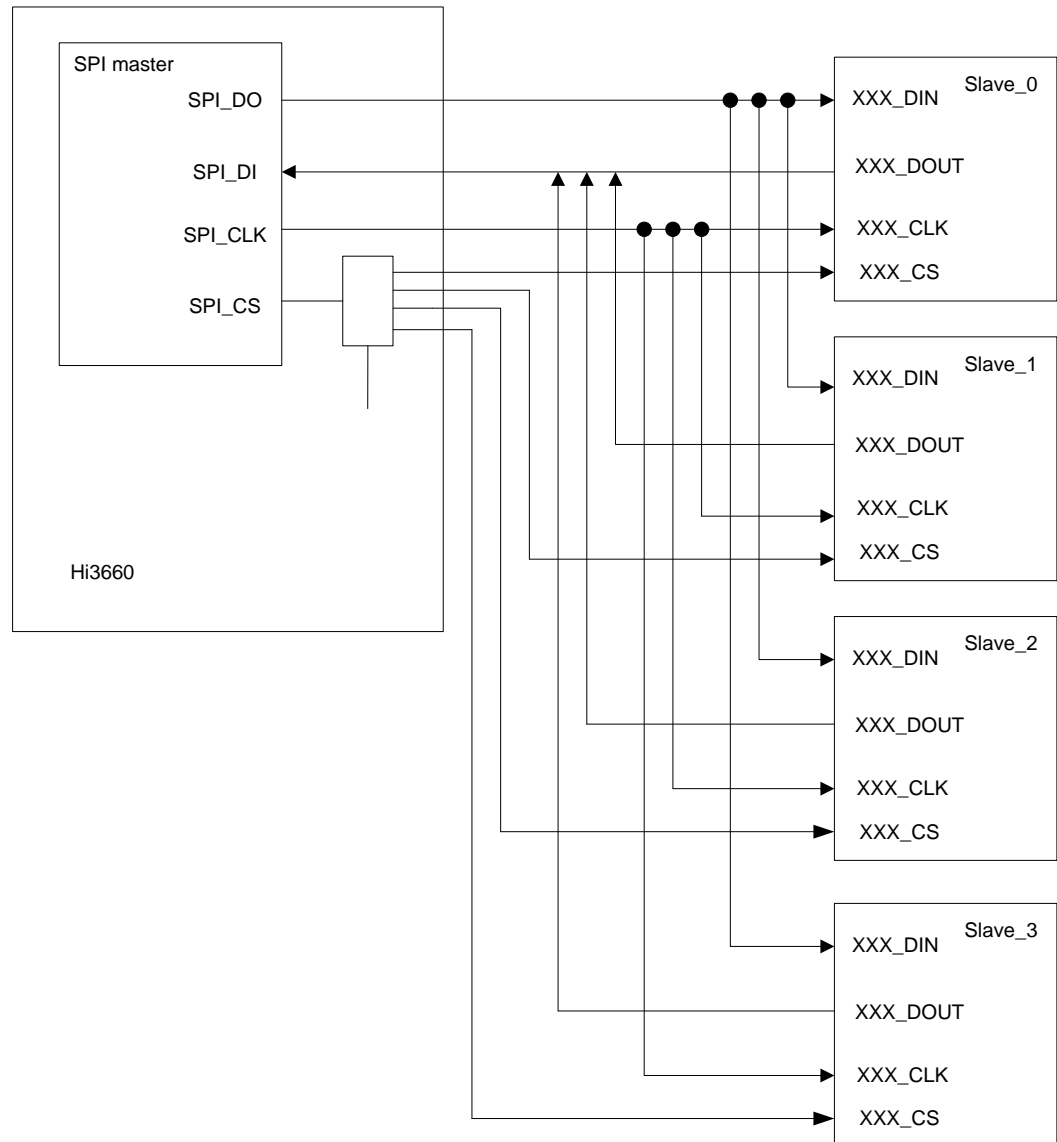 SPI master
SPI_DO
SPI_DI
SPI_CLK
SPI_CS
Hi3660
Slave_0
XXX_DIN
XXX_DOUT
XXX_CLK
XXX_CS
Slave_1
XXX_DIN
XXX_DOUT
XXX_CLK
XXX_CS
Slave_2
XXX_DIN
XXX_DOUT
XXX_CLK
XXX_CS
Slave_3
XXX_DIN
XXX_DOUT
XXX_CLK
XXX_CS